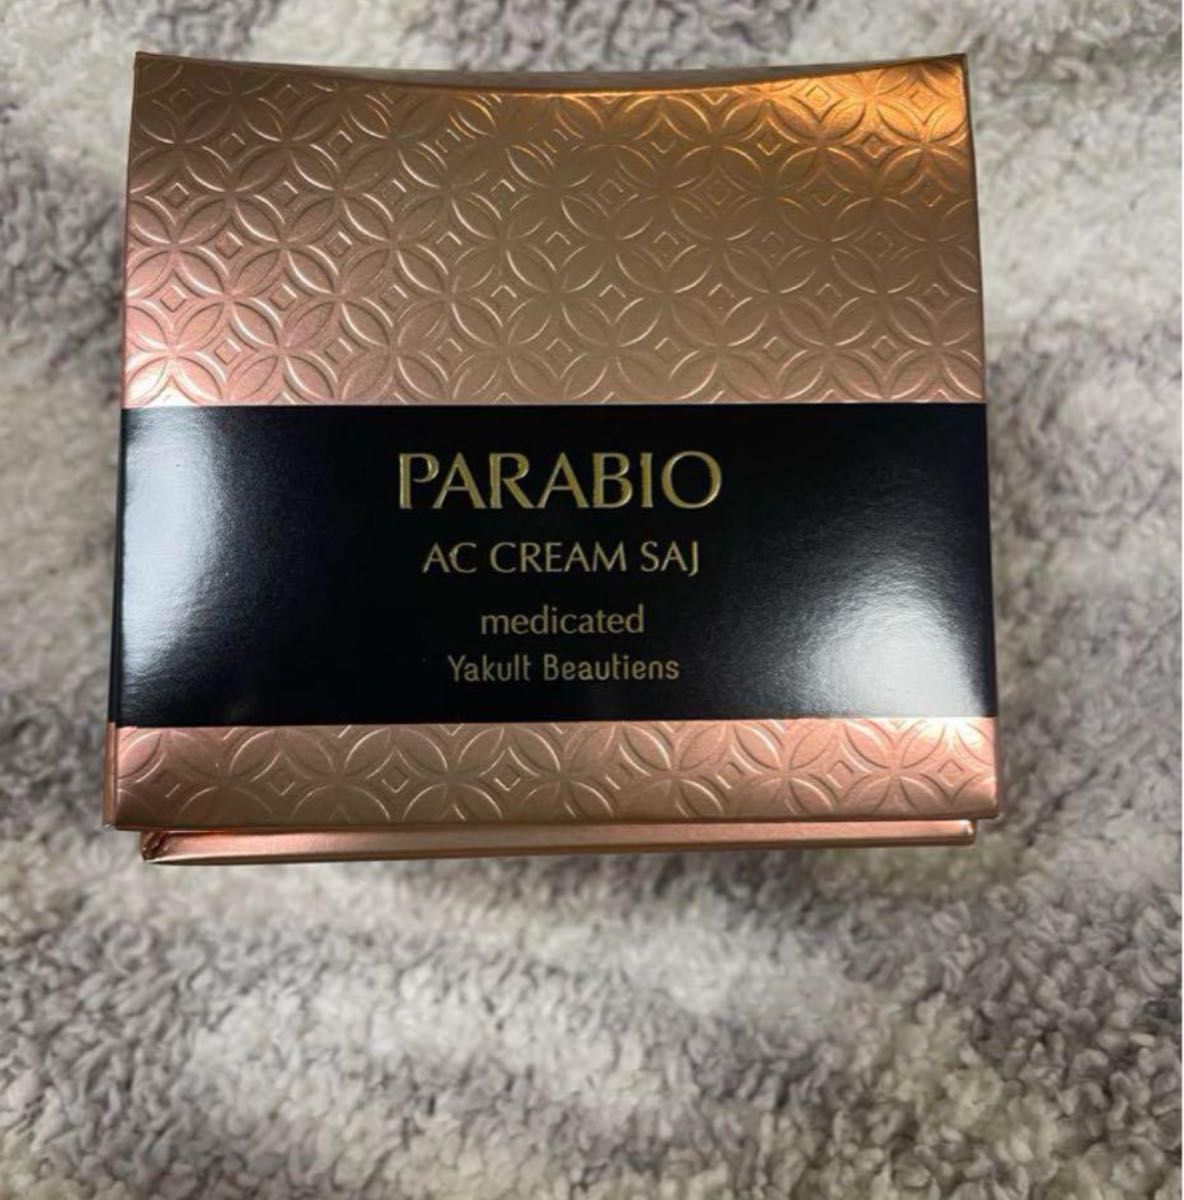 PARABIO
AC CREAM SAJ
medicated
Yakult Beautiens